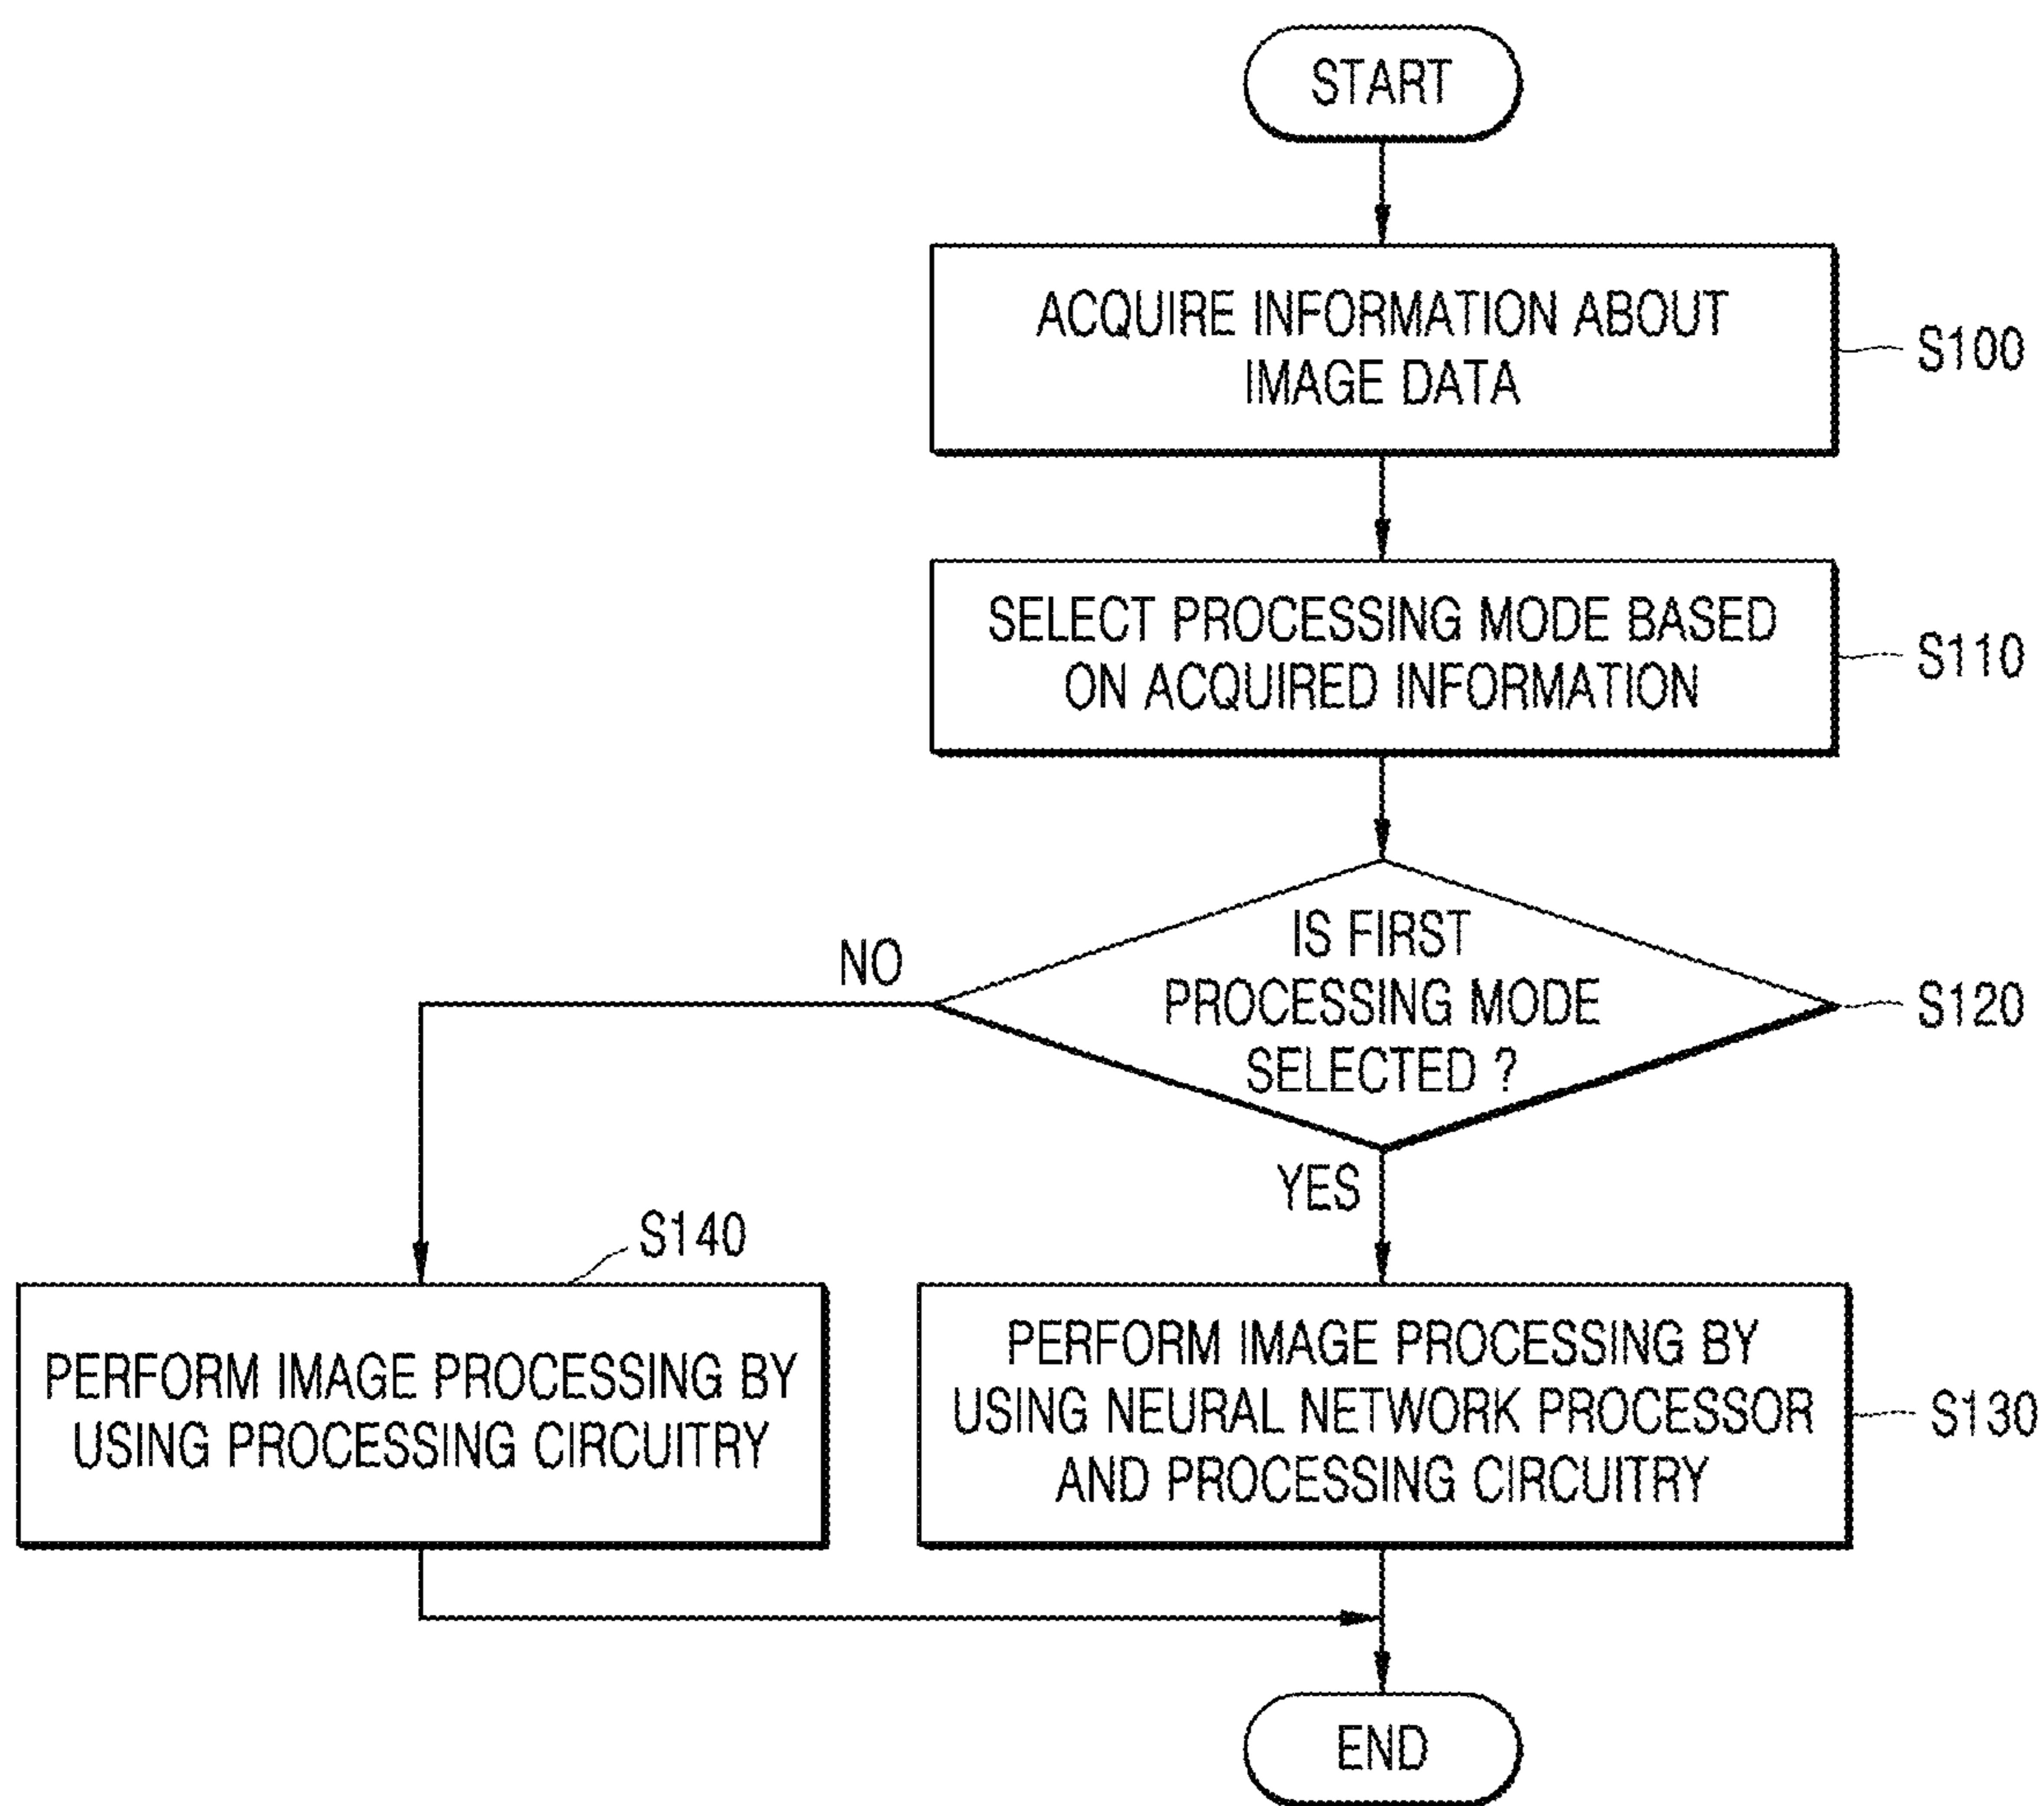 START
ACQUIRE INFORMATION ABOUT
IMAGE DATA
S100
SELECT PROCESSING MODE BASED
ON ACQUIRED INFORMATION
S110
IS FIRST
PROCESSING MODE
SELECTED ?
S120
NO
YES
S140
PERFORM IMAGE PROCESSING BY
USING PROCESSING CIRCUITRY
PERFORM IMAGE PROCESSING BY
USING NEURAL NETWORK PROCESSOR
AND PROCESSING CIRCUITRY
S130
END